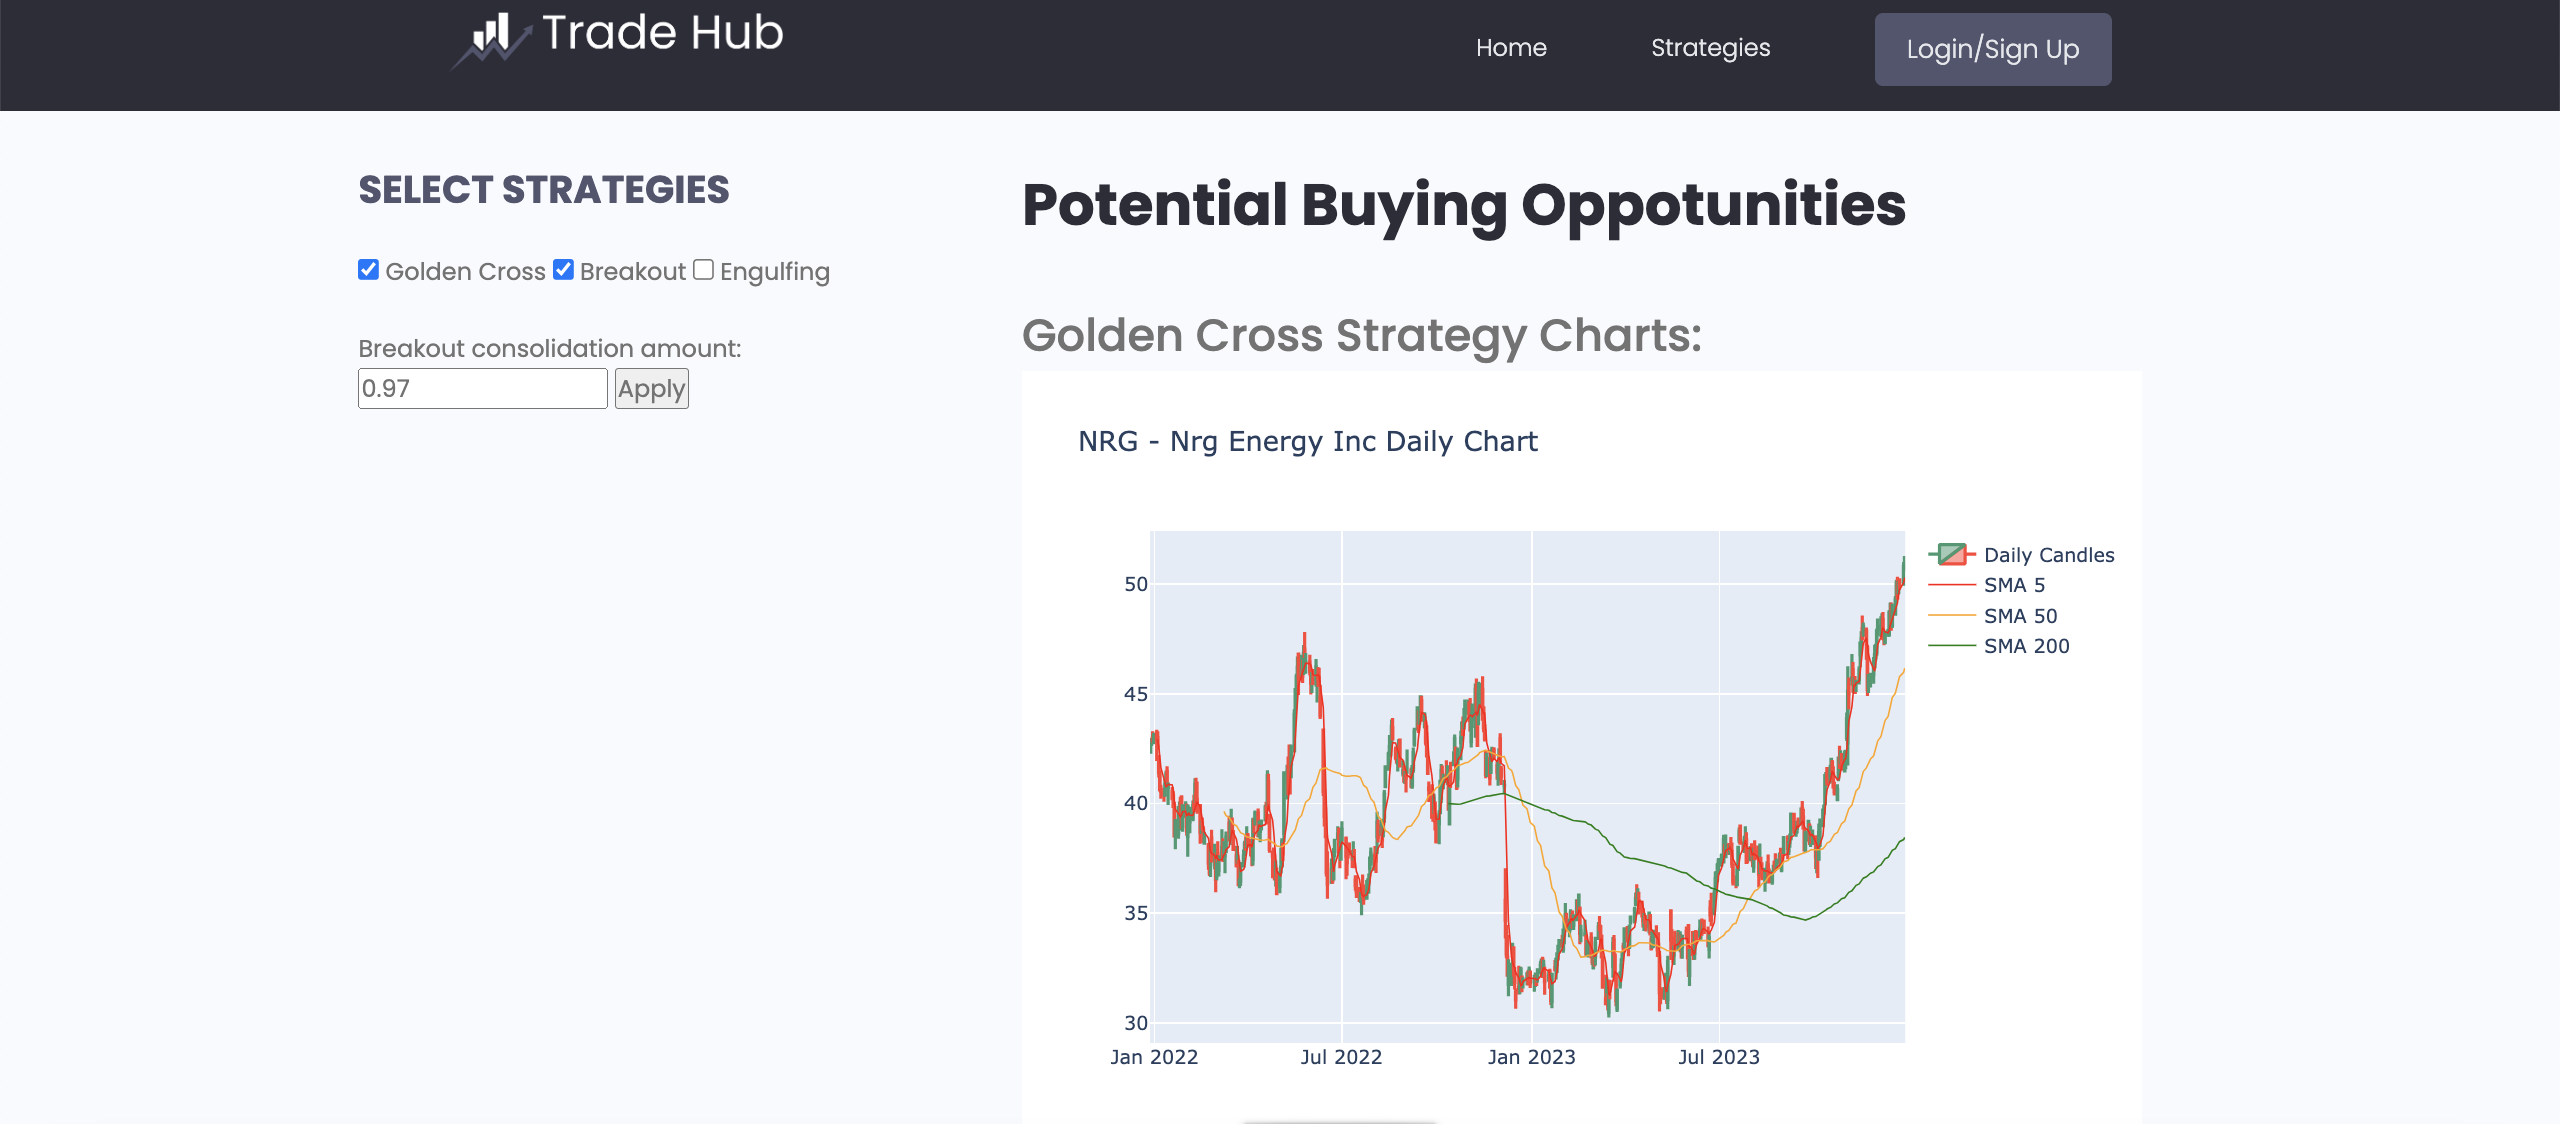 Trade Hub
Home
Strategies
Login/Sign Up
SELECT STRATEGIES
Golden Cross Breakout Engulfing
Breakout consolidation amount:
0.97 Apply
Potential Buying Oppotunities
Golden Cross Strategy Charts:
NRG - Nrg Energy Inc Daily Chart
50
45
40
35
30
Jan 2022
Jul 2022
Jan 2023
Jul 2023
Daily Candles
SMA 5
SMA 50
SMA 200